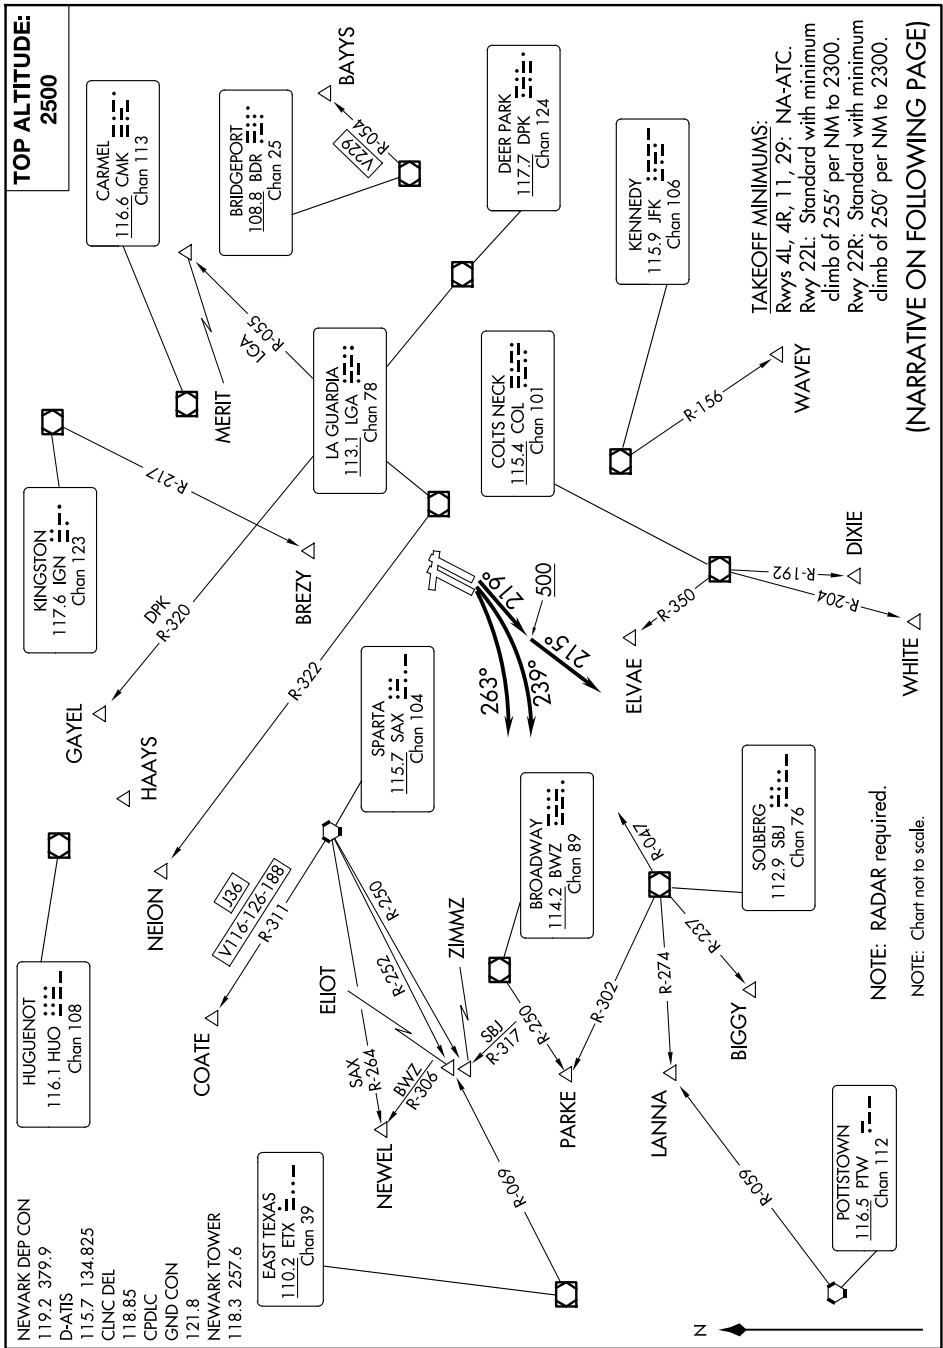 TOP ALTITUDE:
2500
NEWARK DEP CON
119.2 379.9
D-ATIS
115.7 134.825
CLNC DEL
118.85
CPDLC
GND CON
121.8
NEWARK TOWER
118.3 257.6
HUGUENOT
116.1 HUO
Chan 108
KINGSTON
117.6 IGN
Chan 123
CARMEL
116.6 CMK
Chan 113
BRIDGEPORT
108.8 BDR
Chan 25
V229
R-054
BAYYS
GAYEL
HAAYS
DPK
R-320
R-217
BREZY
MERIT
LGA
R-055
LA GUARDIA
113.1 LGA
Chan 78
DEER PARK
117.7 DPK
Chan 124
NEION
R-322
COATE
J36
V116-126-188
R-311
SPARTA
115.7 SAX
Chan 104
ELIOT
R-250
R-252
SAX
R-264
BWZ
R-306
NEWEL
ZIMMZ
SBJ
R-317
EAST TEXAS
110.2 ETX
Chan 39
R-069
BROADWAY
114.2 BWZ
Chan 89
R-250
PARKE
263°
239°
219°
500
215°
ELVAE
R-350
COLTS NECK
115.4 COL
Chan 101
KENNEDY
115.9 JFK
Chan 106
R-156
WAVEY
R-192
DIXIE
R-204
WHITE
R-047
R-302
R-274
R-237
SOLBERG
112.9 SBJ
Chan 76
BIGGY
LANNA
R-059
POTTSTOWN
116.5 PTW
Chan 112
N
NOTE: RADAR required.
NOTE: Chart not to scale.
TAKEOFF MINIMUMS:
Rwys 4L, 4R, 11, 29: NA-ATC.
Rwy 22L: Standard with minimum
climb of 255' per NM to 2300.
Rwy 22R: Standard with minimum
climb of 250' per NM to 2300.
(NARRATIVE ON FOLLOWING PAGE)